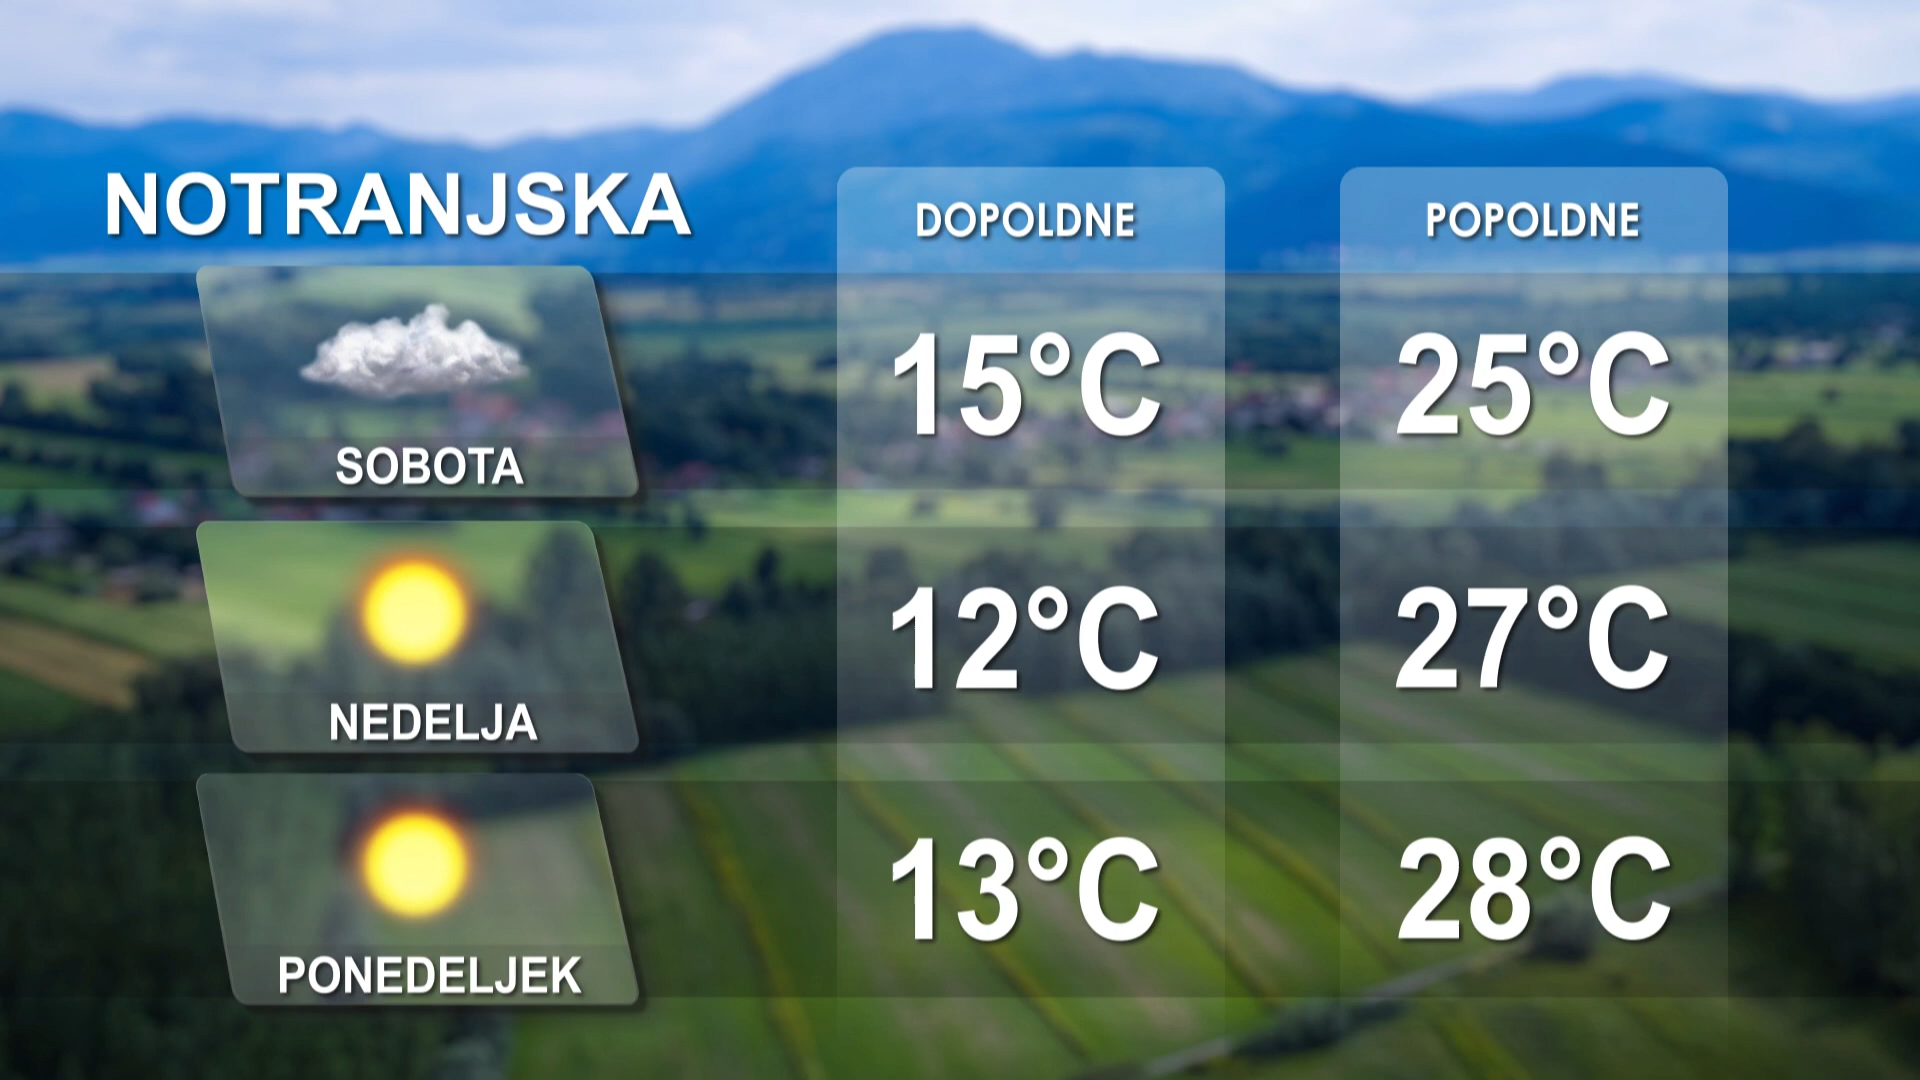 NOTRANJSKA
DOPOLDNE
POPOLDNE
SOBOTA
15°C
25°C
NEDELJA
12°C
27°C
PONEDELJEK
13°C
28°C